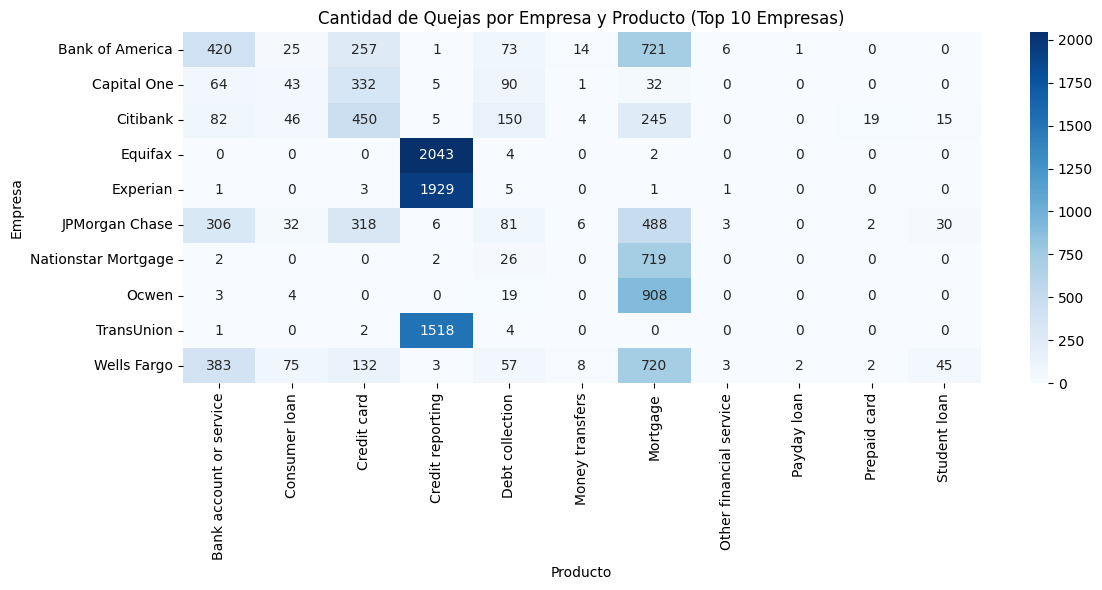 Cantidad de Quejas por Empresa y Producto (Top 10 Empresas)
Empresa
Bank of America 420 25 257 1 73 14 721 6 1 0 0
Capital One 64 43 332 5 90 1 32 0 0 0 0
Citibank 82 46 450 5 150 4 245 0 0 19 15
Equifax 0 0 0 2043 4 0 2 0 0 0 0
Experian 1 0 3 1929 5 0 1 1 0 0 0
JPMorgan Chase 306 32 318 6 81 6 488 3 0 2 30
Nationstar Mortgage 2 0 0 2 26 0 719 0 0 0 0
Ocwen 3 4 0 0 19 0 908 0 0 0 0
TransUnion 1 0 2 1518 4 0 0 0 0 0 0
Wells Fargo 383 75 132 3 57 8 720 3 2 2 45
Bank account or service
Consumer loan
Credit card
Credit reporting
Debt collection
Money transfers
Mortgage
Other financial service
Payday loan
Prepaid card
Student loan
Producto
2000
1750
1500
1250
1000
750
500
250
0